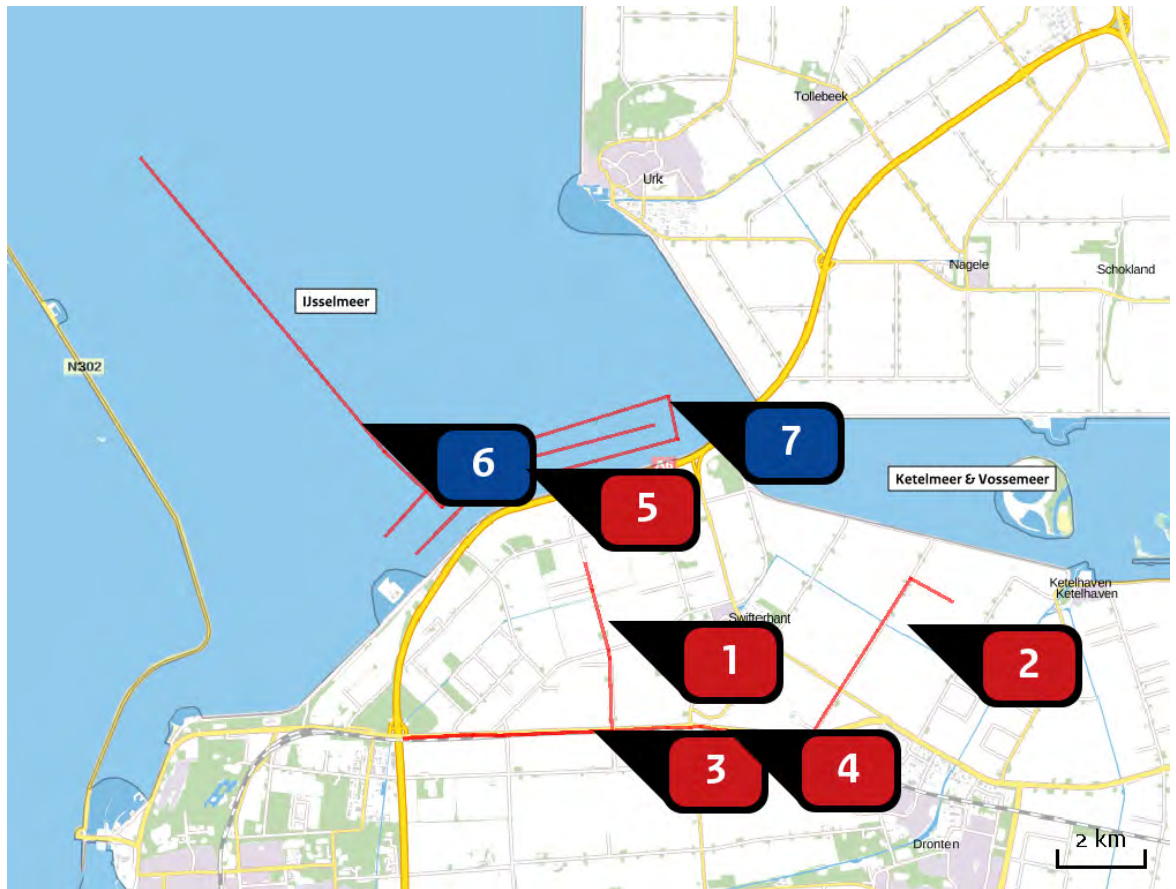 Tollebeek
Urk
Nagele
Schokland
IJsselmeer
N302
6
7
A6
5
Ketelmeer & Vossemeer
Ketelhaven
Ketelhaven
Swifterbant
1
2
3
4
Dronten
2 km